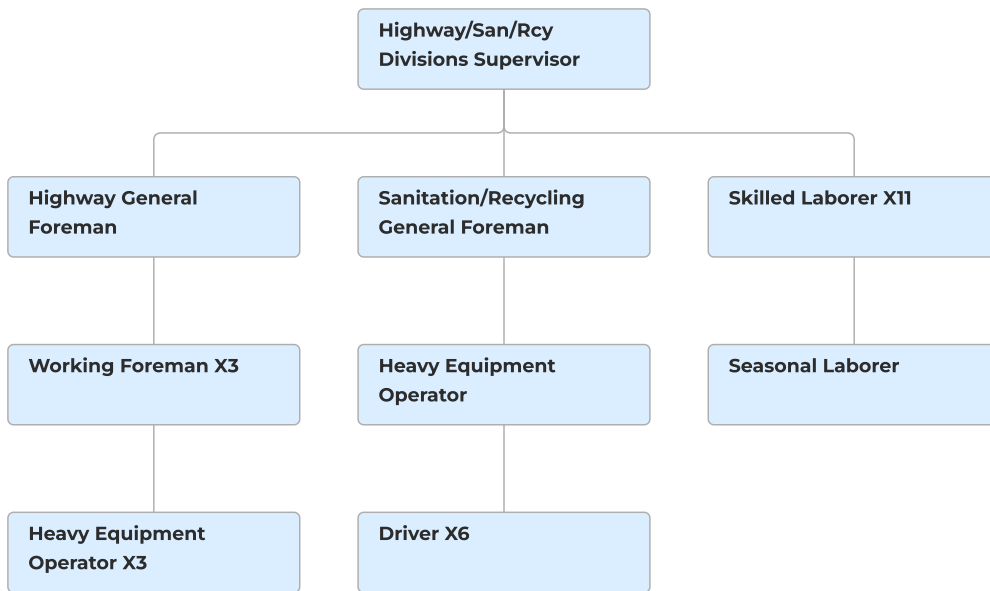 Highway/San/Rcy
Divisions Supervisor
Highway General
Foreman
Sanitation/Recycling
General Foreman
Skilled Laborer X11
Working Foreman X3
Heavy Equipment
Operator
Seasonal Laborer
Heavy Equipment
Operator X3
Driver X6